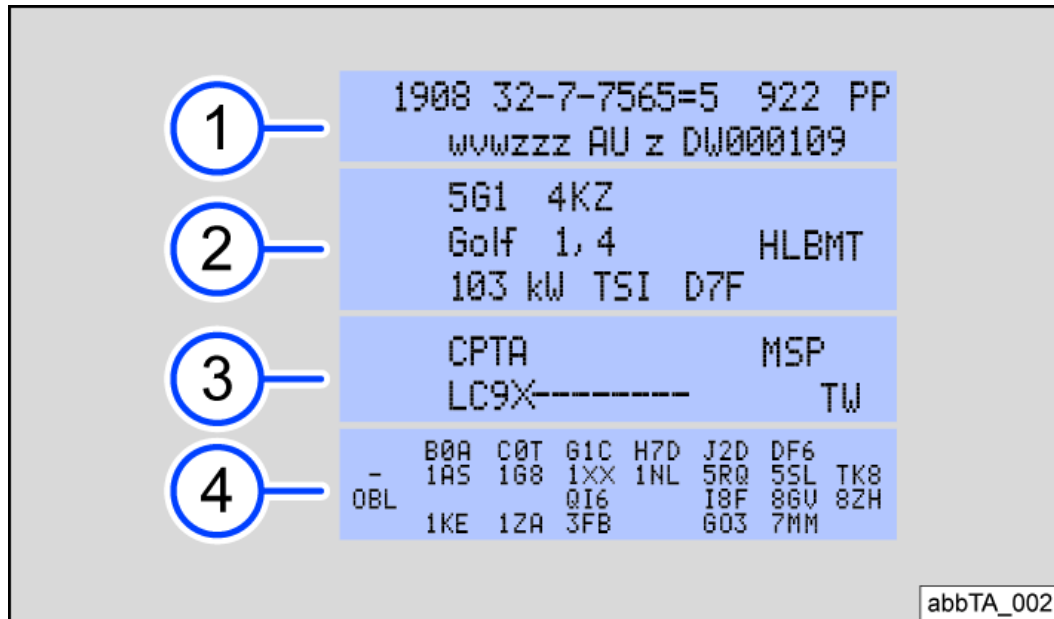 1
1908 32-7-7565=5 922 PP
wvwzzz AU z DW000109
2
5G1 4KZ
Golf 1,4 HLBMT
103 kW TSI D7F
3
CPTA MSP
LC9X-------- TW
4
B0A C0T G1C H7D J2D DF6
- 1AS 1G8 1XX 1NL 5RQ 5SL TK8
OBL QI6 I8F 8GV 8ZH
1KE 1ZA 3FB GO3 7MM
abbTA_002